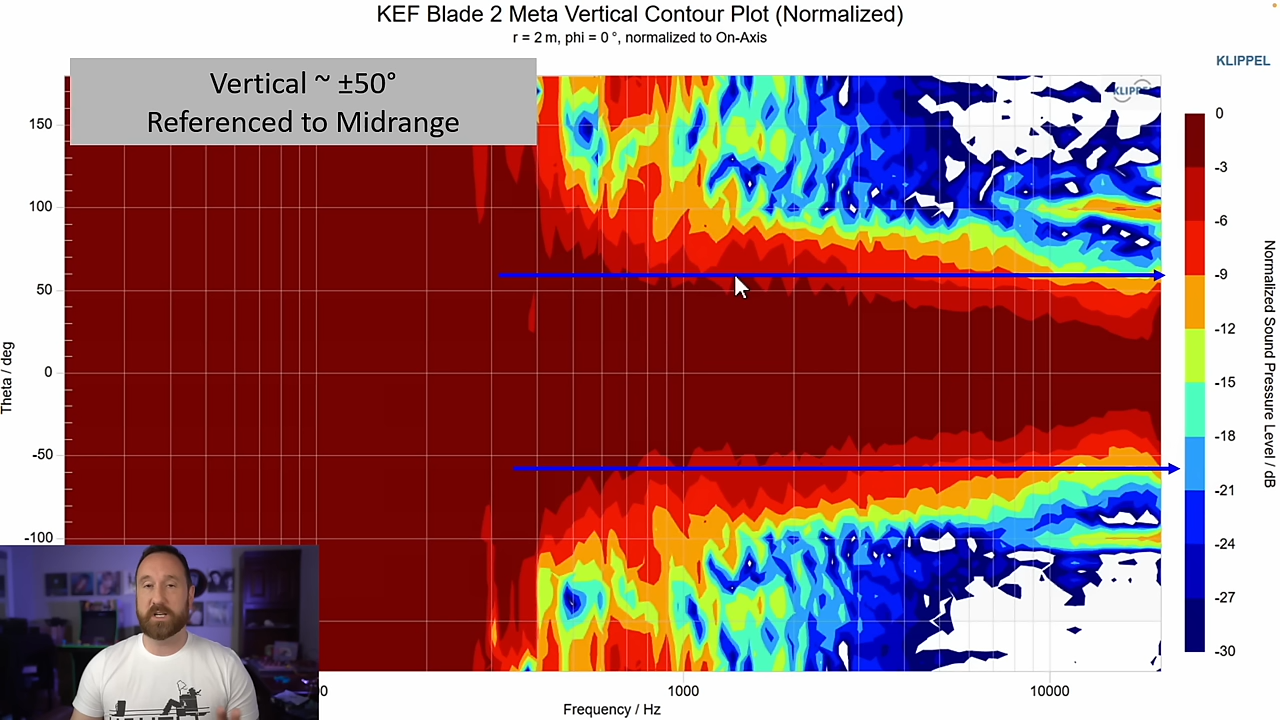 KEF Blade 2 Meta Vertical Contour Plot (Normalized)
r = 2 m, phi = 0 °, normalized to On-Axis
KLIPPEL
Vertical ~ ±50°
Referenced to Midrange
KLIPPEL
150
100
50
0
-50
-100
Theta / deg
0
-3
-6
-9
-12
-15
-18
-21
-24
-27
-30
Normalized Sound Pressure Level / dB
0
1000
10000
Frequency / Hz